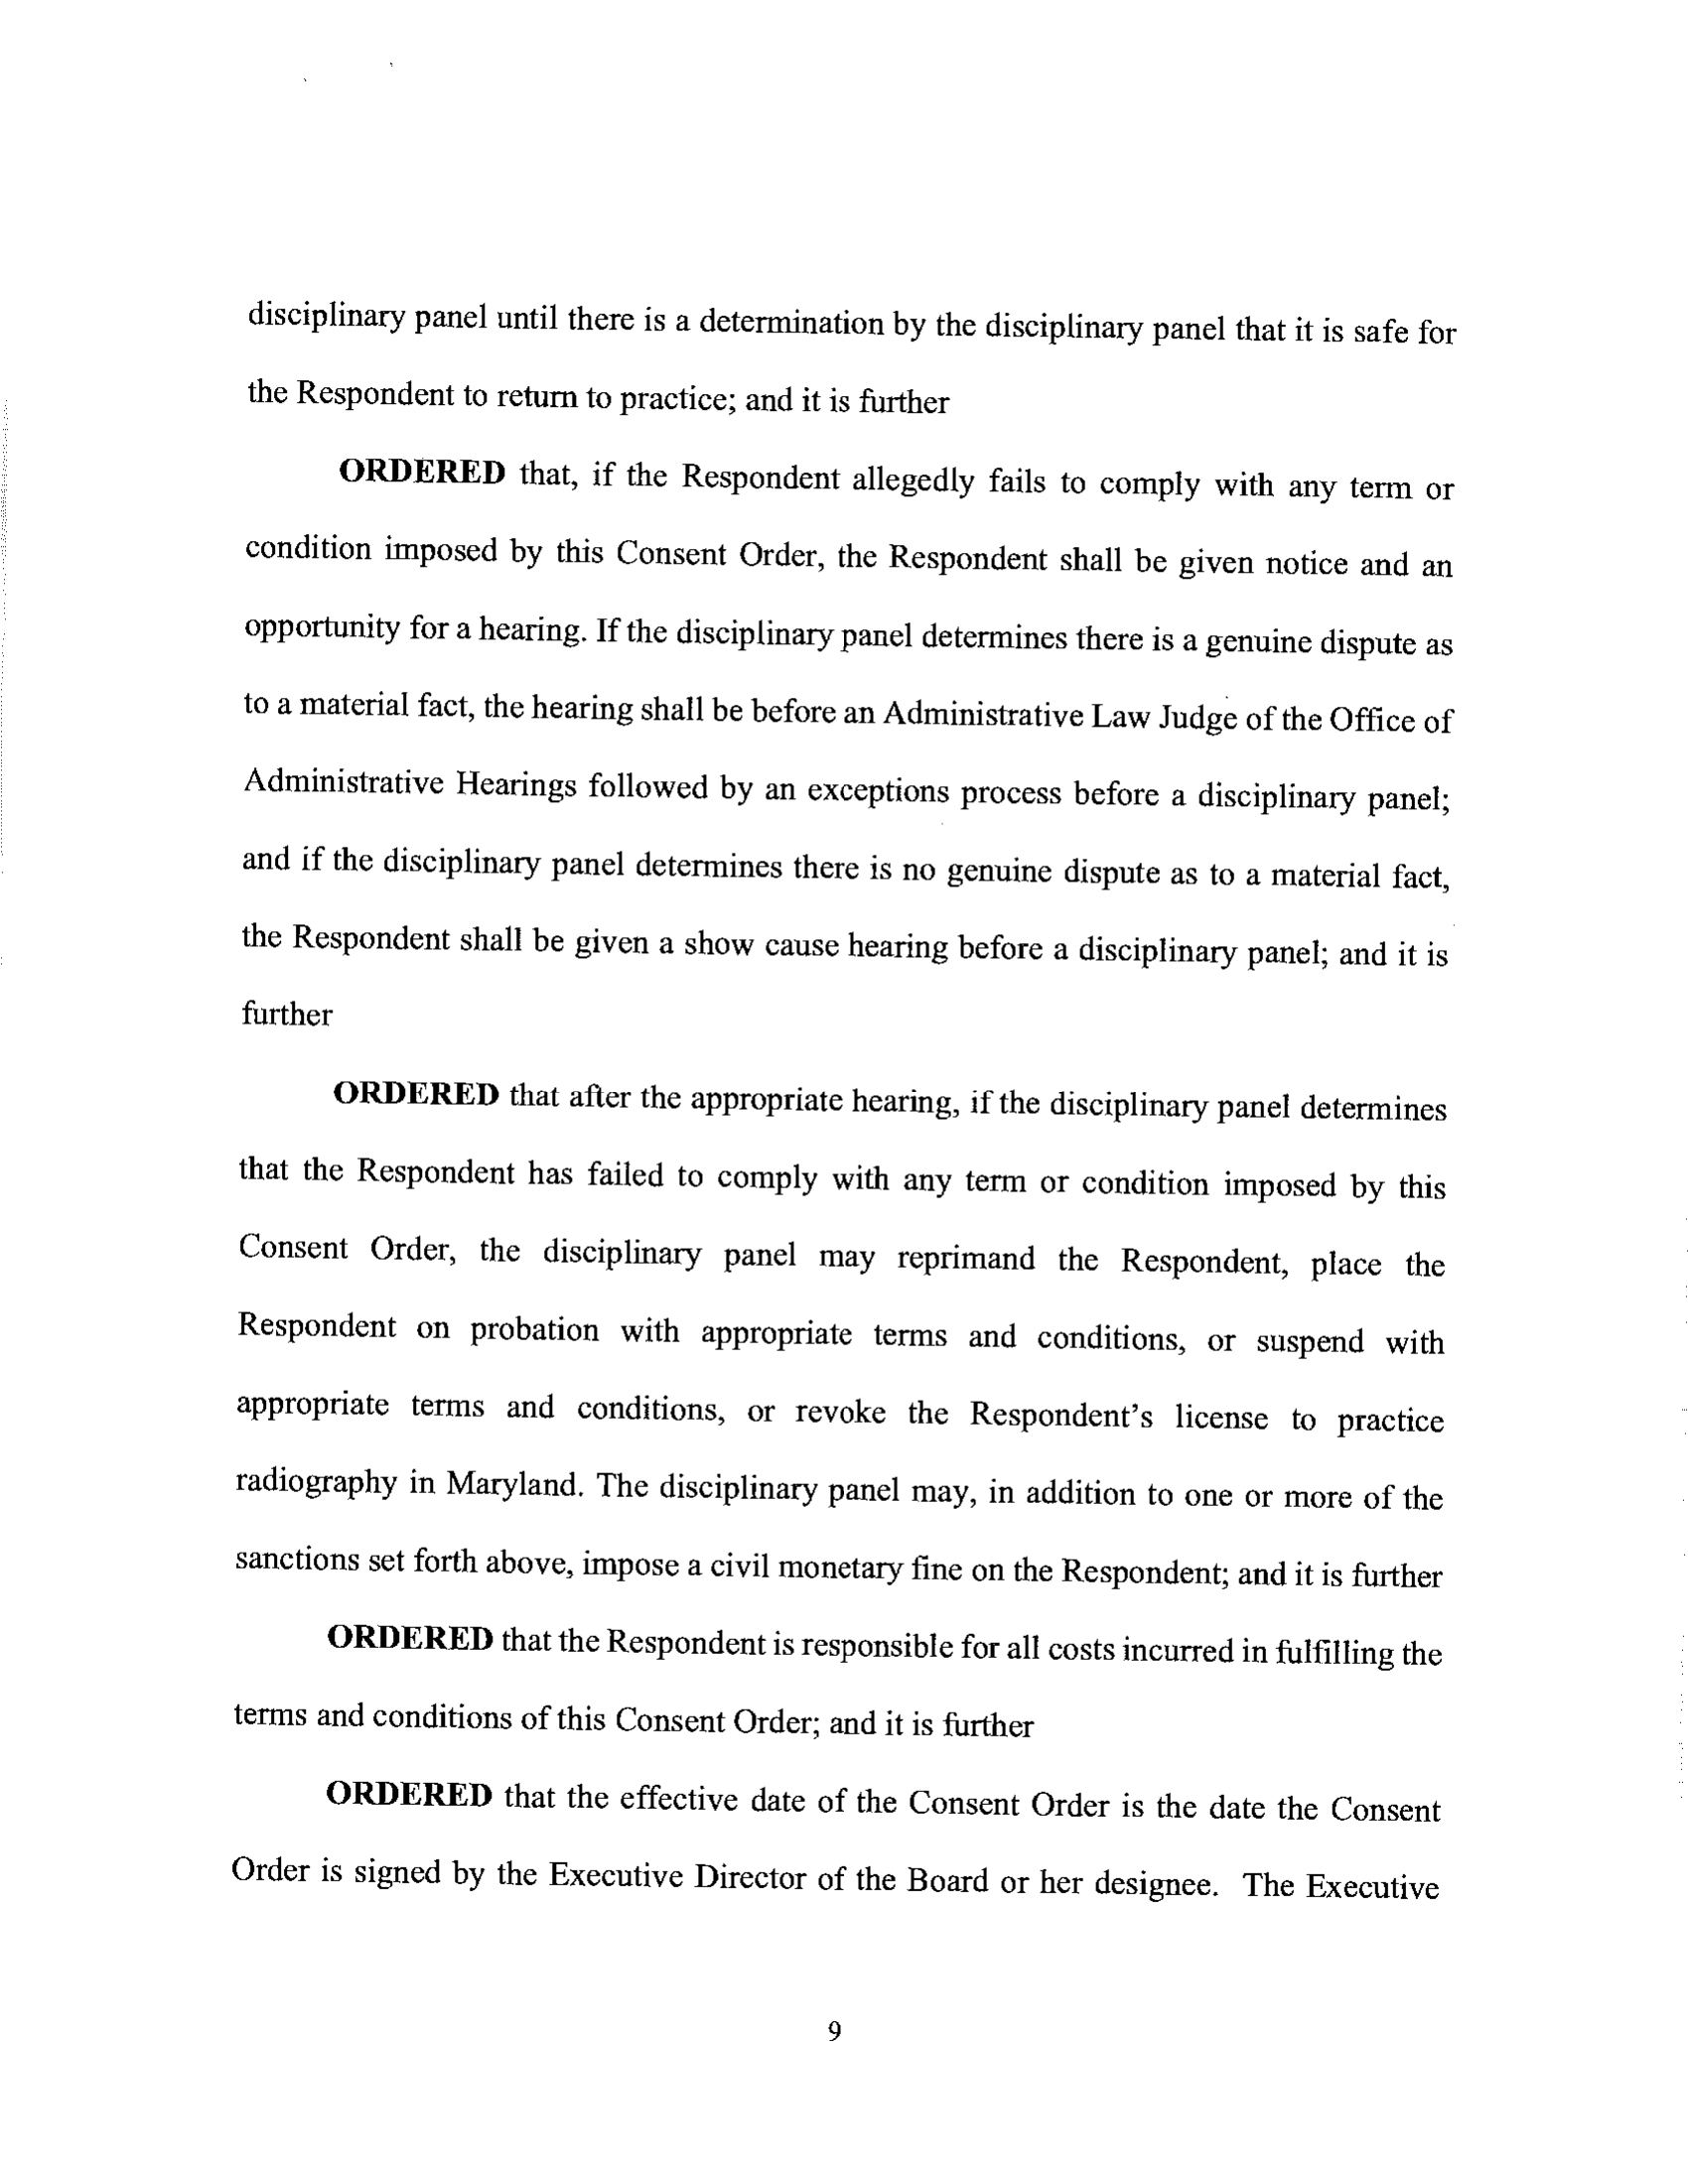 disciplinary panel until there is a determination by the disciplinary panel that it is safe for
the Respondent to return to practice; and it is further
ORDERED that, if the Respondent allegedly fails to comply with any term or
condition imposed by this Consent Order, the Respondent shall be given notice and an
opportunity for a hearing. If the disciplinary panel determines there is a genuine dispute as
to a material fact, the hearing shall be before an Administrative Law Judge of the Office of
Administrative Hearings followed by an exceptions process before a disciplinary panel;
and if the disciplinary panel determines there is no genuine dispute as to a material fact,
the Respondent shall be given a show cause hearing before a disciplinary panel; and it is
further
ORDERED that after the appropriate hearing, if the disciplinary panel determines
that the Respondent has failed to comply with any term or condition imposed by this
Consent Order, the disciplinary panel may reprimand the Respondent, place the
Respondent on probation with appropriate terms and conditions, or suspend with
appropriate terms and conditions, or revoke the Respondent's license to practice
radiography in Maryland. The disciplinary panel may, in addition to one or more of the
sanctions set forth above, impose a civil monetary fine on the Respondent; and it is further
ORDERED that the Respondent is responsible for all costs incurred in fulfilling the
terms and conditions of this Consent Order; and it is further
ORDERED that the effective date of the Consent Order is the date the Consent
Order is signed by the Executive Director of the Board or her designee. The Executive
9